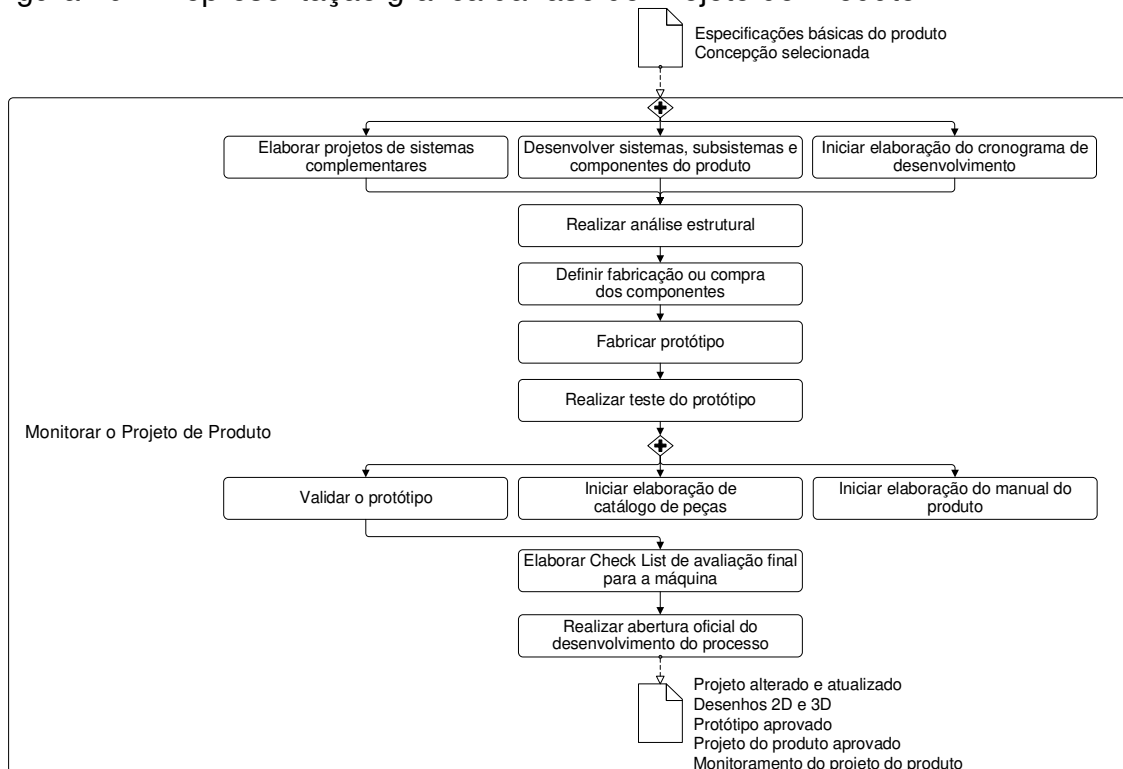 Especificações básicas do produto
Concepção selecionada
Elaborar projetos de sistemas
complementares
Desenvolver sistemas, subsistemas e
componentes do produto
Iniciar elaboração do cronograma de
desenvolvimento
Realizar análise estrutural
Definir fabricação ou compra
dos componentes
Fabricar protótipo
Realizar teste do protótipo
Monitorar o Projeto de Produto
Validar o protótipo
Iniciar elaboração de
catálogo de peças
Iniciar elaboração do manual do
produto
Elaborar Check List de avaliação final
para a máquina
Realizar abertura oficial do
desenvolvimento do processo
Projeto alterado e atualizado
Desenhos 2D e 3D
Protótipo aprovado
Projeto do produto aprovado
Monitoramento do projeto do produto